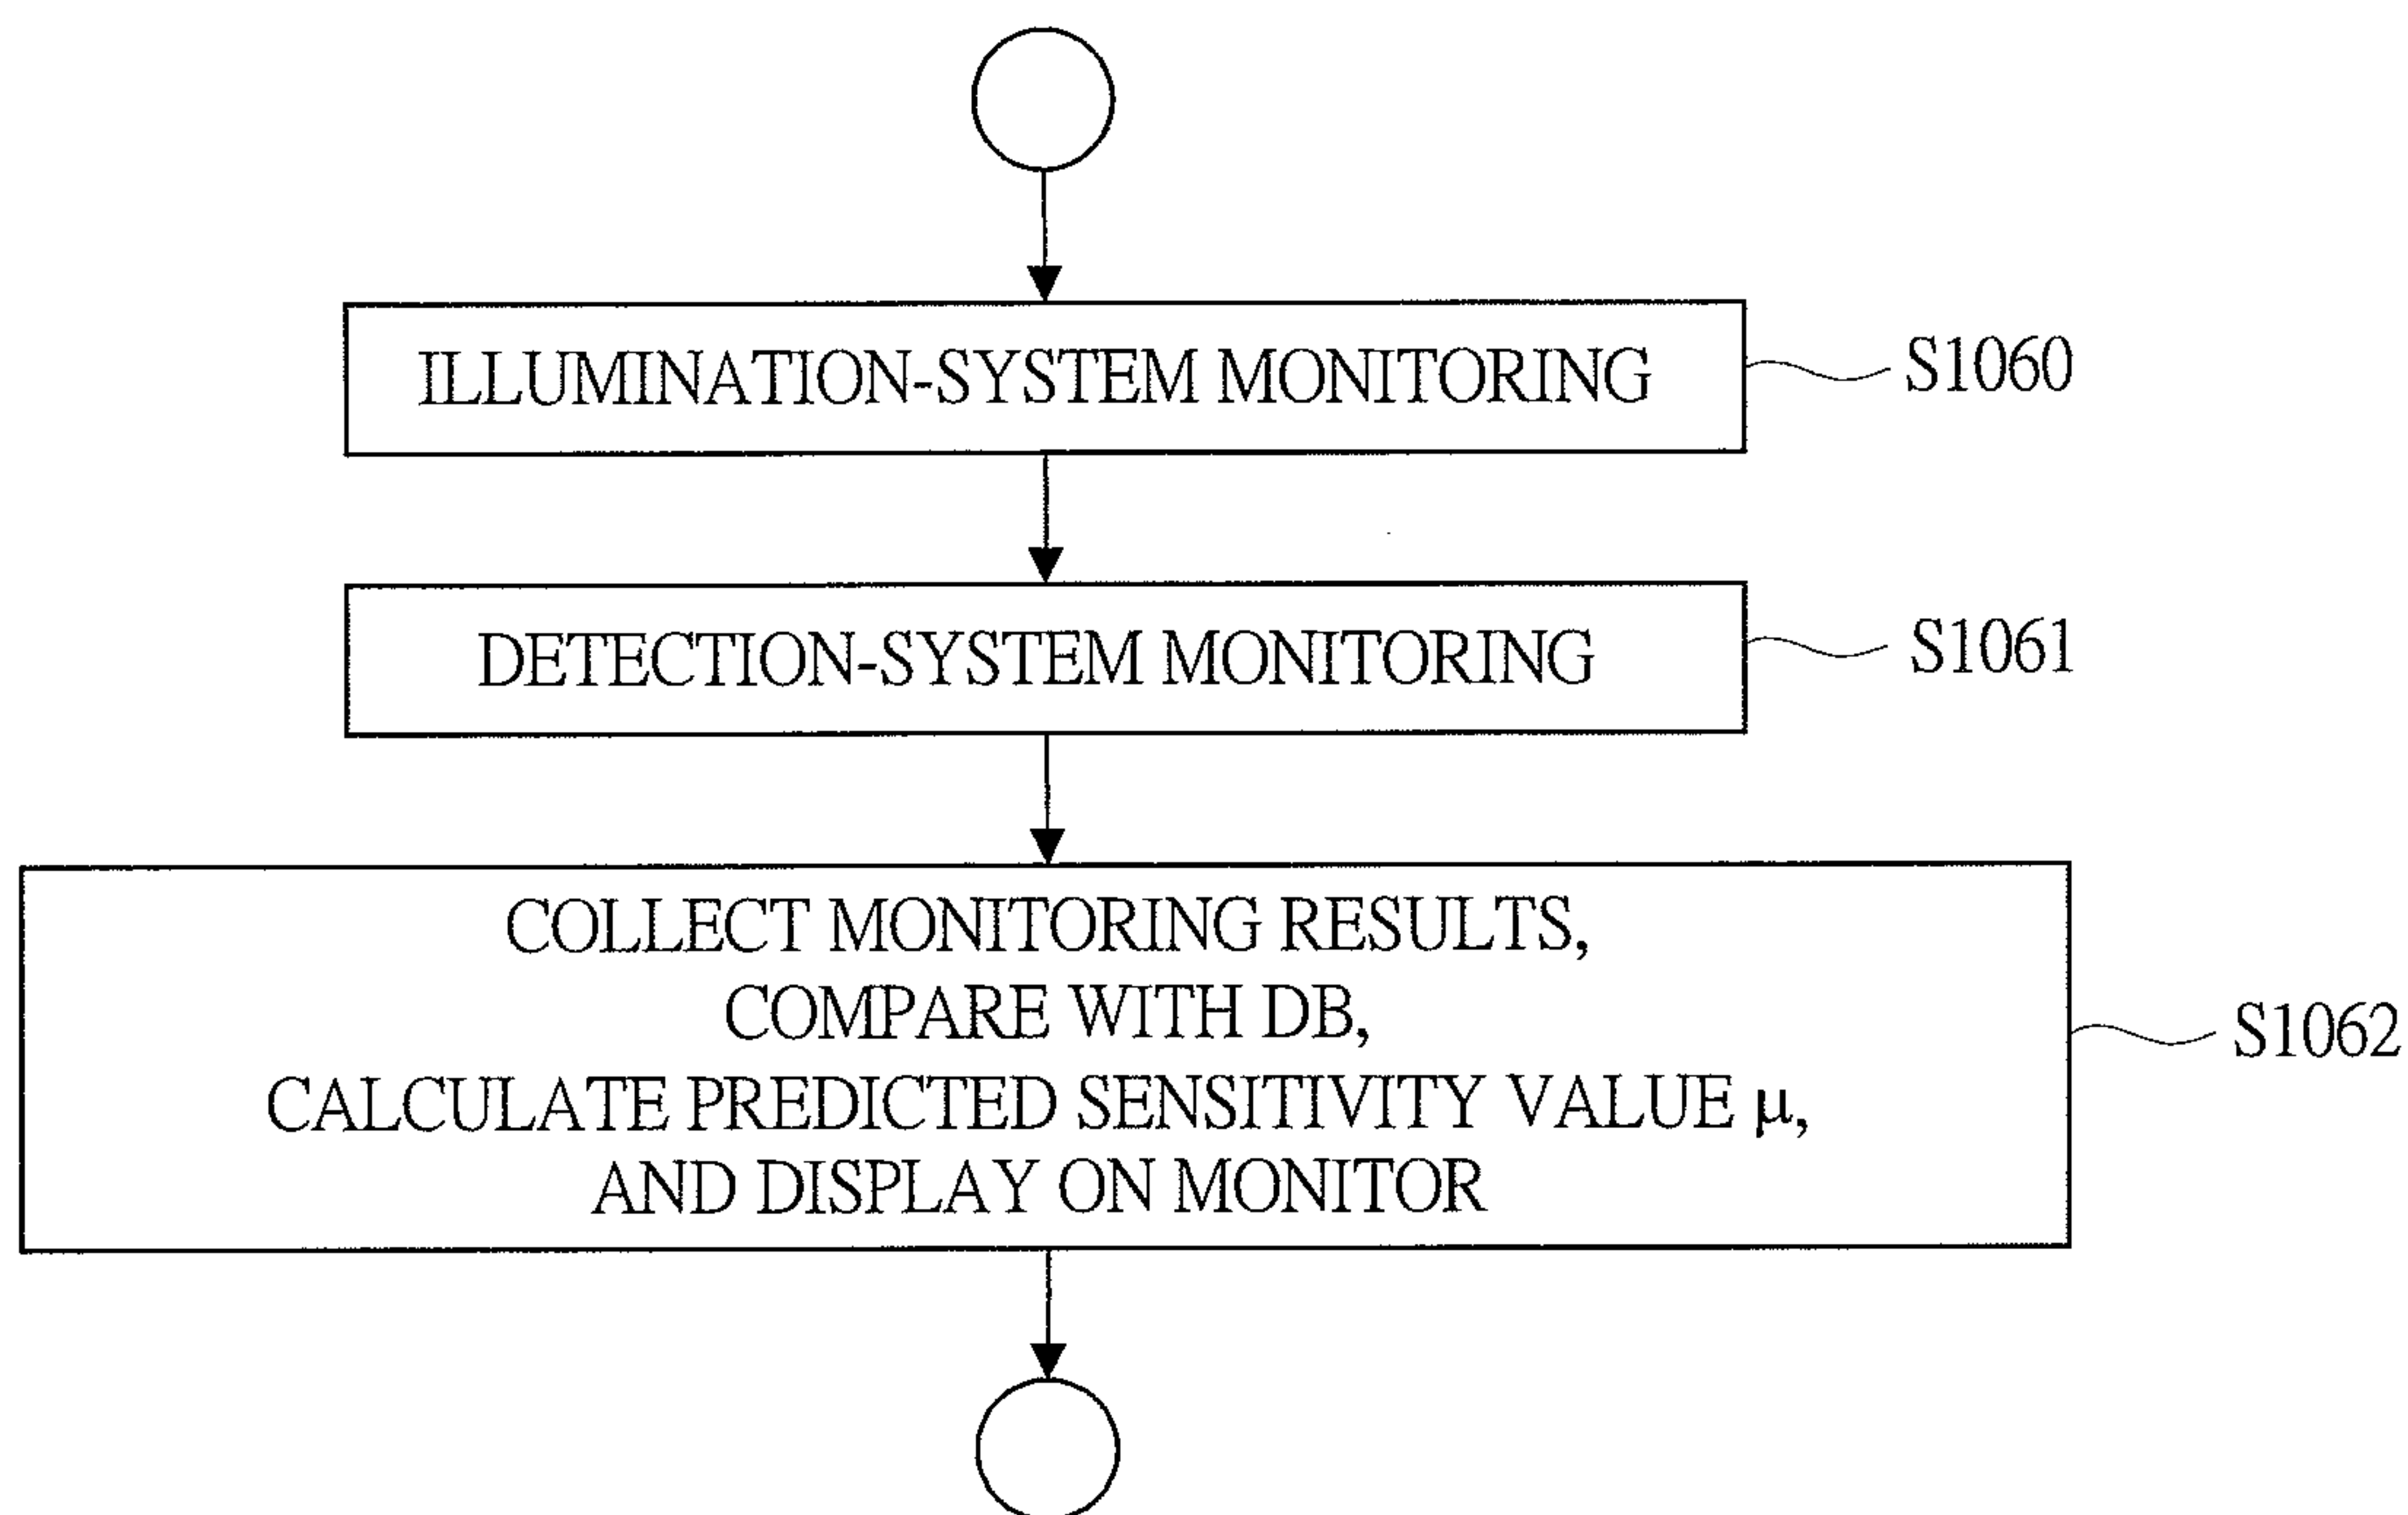 ILLUMINATION-SYSTEM MONITORING
S1060
DETECTION-SYSTEM MONITORING
S1061
COLLECT MONITORING RESULTS,
COMPARE WITH DB,
CALCULATE PREDICTED SENSITIVITY VALUE μ,
AND DISPLAY ON MONITOR
S1062